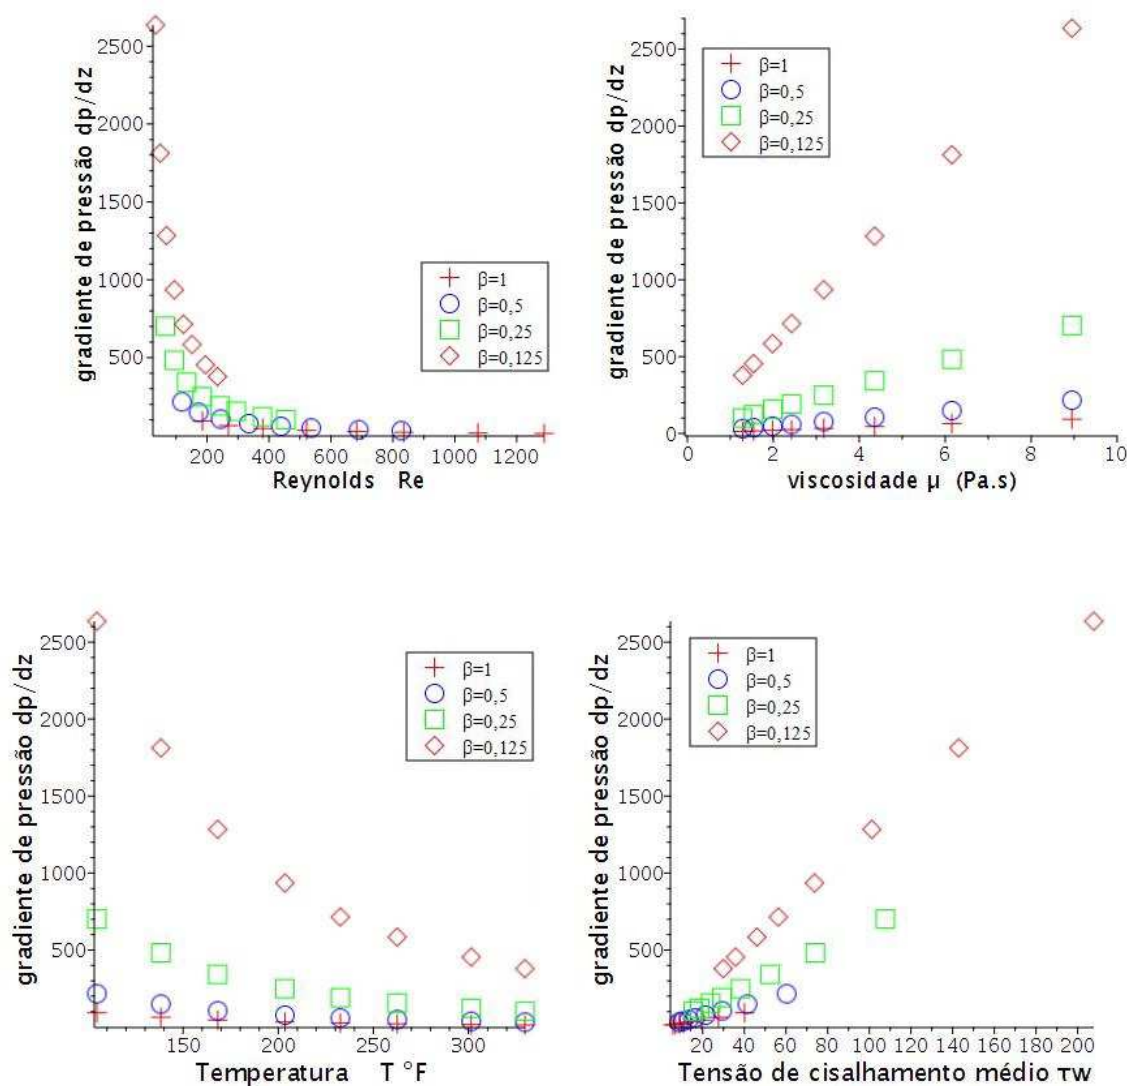 gradiente de pressão dp/dz
2500
2000
1500
1000
500
200 400 600 800 1000 1200
Reynolds Re
β=1
β=0,5
β=0,25
β=0,125
gradiente de pressão dp/dz
2500
2000
1500
1000
500
0
0 2 4 6 8 10
viscosidade μ (Pa.s)
β=1
β=0,5
β=0,25
β=0,125
gradiente de pressão dp/dz
2500
2000
1500
1000
500
150 200 250 300
Temperatura T °F
β=1
β=0,5
β=0,25
β=0,125
gradiente de pressão dp/dz
2500
2000
1500
1000
500
20 40 60 80 100 120 140 160 200
Tensão de cisalhamento médio τw
β=1
β=0,5
β=0,25
β=0,125